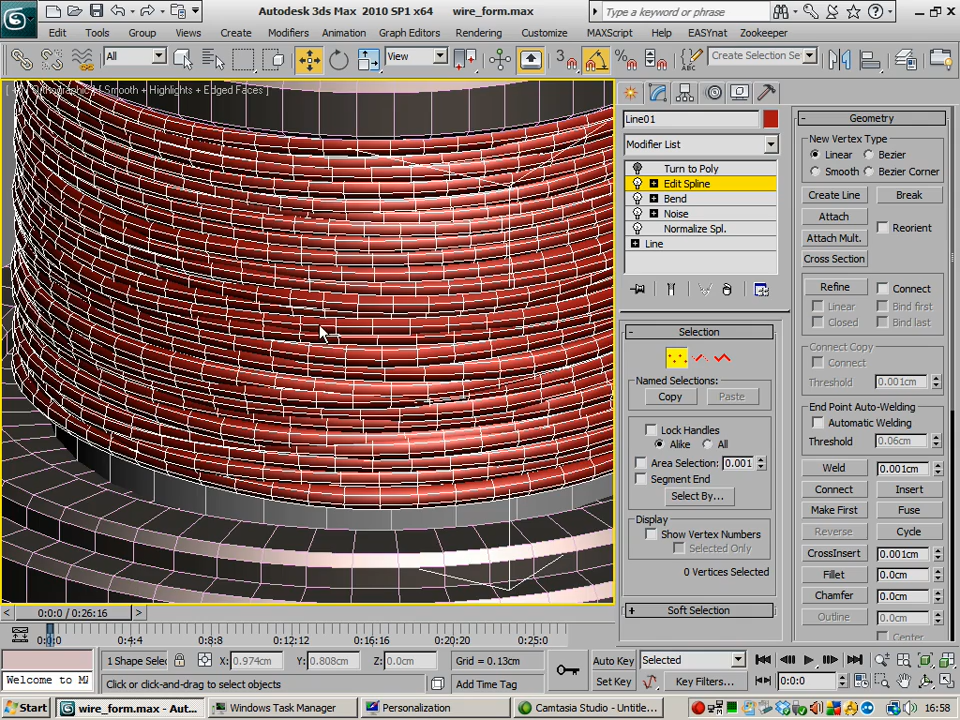 Autodesk 3ds Max 2010 SP1 x64 wire_form.max
Type a keyword or phrase
Edit Tools Group Views Create Modifiers Animation Graph Editors Rendering Customize MAXScript Help EASYnat Zookeeper
All View Create Selection Se
Orthographic ] [ Smooth + Highlights + Edged Faces ]
Line01
Modifier List
Turn to Poly
Edit Spline
Bend
Noise
Normalize Spl.
Line
Selection
Named Selections:
Copy Paste
Lock Handles
Alike All
Area Selection: 0.001
Segment End
Select By...
Display
Show Vertex Numbers
Selected Only
0 Vertices Selected
Soft Selection
Geometry
New Vertex Type
Linear Bezier
Smooth Bezier Corner
Create Line Break
Attach Reorient
Attach Mult.
Cross Section
Refine Connect
Linear Bind first
Closed Bind last
Connect Copy
Connect
Threshold 0.001cm
End Point Auto-Welding
Automatic Welding
Threshold 0.06cm
Weld 0.001cm
Connect Insert
Make First Fuse
Reverse Cycle
CrossInsert 0.001cm
Fillet 0.0cm
Chamfer 0.0cm
Outline 0.0cm
Center
0:0:0 / 0:26:16
0:0:0 0:4:4 0:8:8 0:12:12 0:16:16 0:20:20 0:25:0
1 Shape Selec X: 0.974cm Y: 0.808cm Z: 0.0cm Grid = 0.13cm Auto Key Selected
Welcome to MA Click or click-and-drag to select objects Add Time Tag Set Key Key Filters... 0:0:0
Start wire_form.max - Aut... Windows Task Manager Personalization Camtasia Studio - Untitle... 16:58